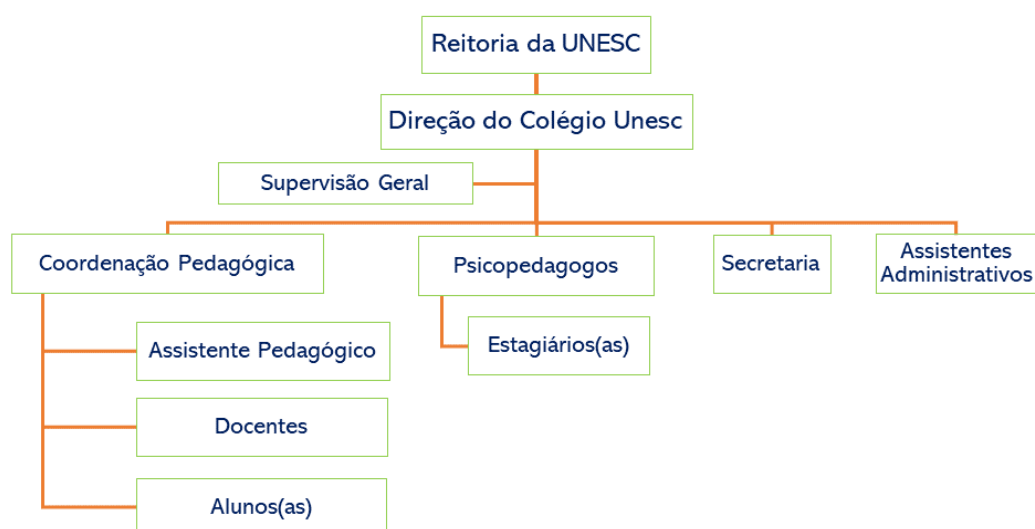 Reitoria da UNESC
Direção do Colégio Unesc
Supervisão Geral
Coordenação Pedagógica
Psicopedagogos
Secretaria
Assistentes
Administrativos
Assistente Pedagógico
Estagiários(as)
Docentes
Alunos(as)